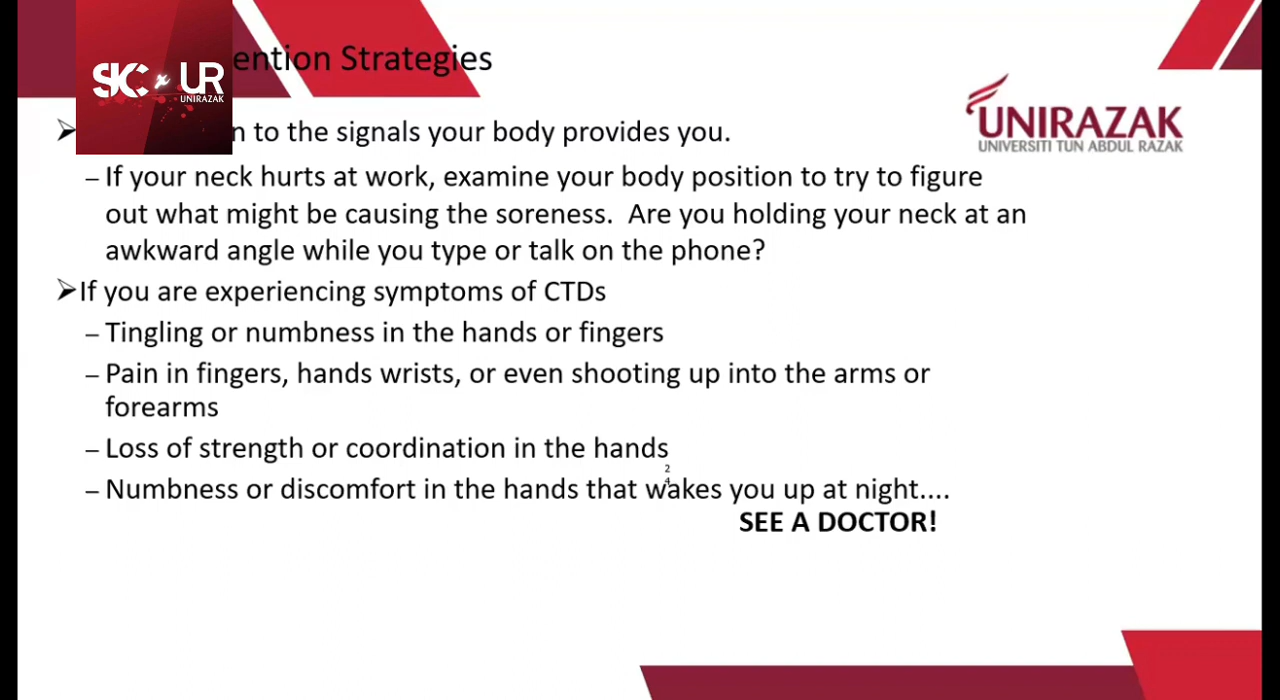 SIC x UR
UNIRAZAK
ention Strategies
UNIRAZAK
UNIVERSITI TUN ABDUL RAZAK
➢ n to the signals your body provides you.
– If your neck hurts at work, examine your body position to try to figure
out what might be causing the soreness. Are you holding your neck at an
awkward angle while you type or talk on the phone?
➢If you are experiencing symptoms of CTDs
– Tingling or numbness in the hands or fingers
– Pain in fingers, hands wrists, or even shooting up into the arms or
forearms
– Loss of strength or coordination in the hands
2
4
– Numbness or discomfort in the hands that wakes you up at night....
SEE A DOCTOR!